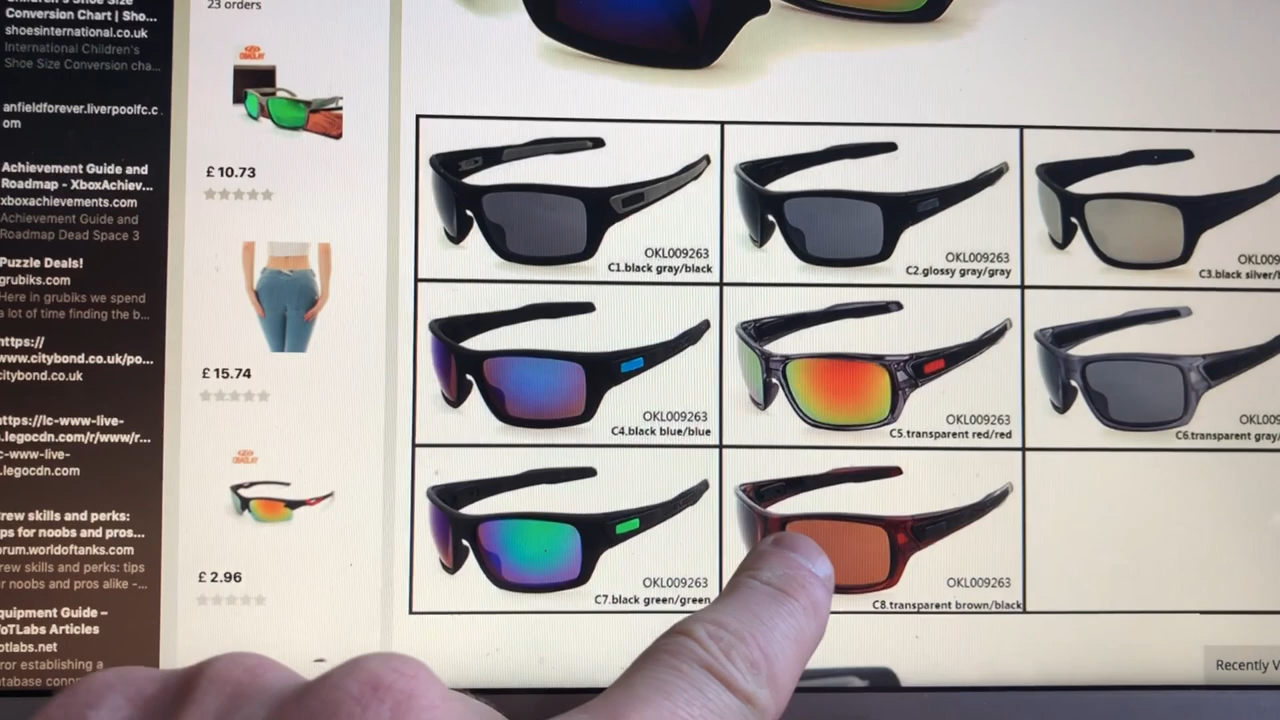 Conversion Chart | Sho...
shoesinternational.co.uk
International Children's
Shoe Size Conversion cha...
anfieldforever.liverpoolfc.c
om
Achievement Guide and
Roadmap - XboxAchiev...
xboxachievements.com
Achievement Guide and
Roadmap Dead Space 3
Puzzle Deals!
grubiks.com
Here in grubiks we spend
a lot of time finding the b...
https://
www.citybond.co.uk/po...
citybond.co.uk
https://lc-www-live-
.legocdn.com/r/www/r...
c-www-live-
.legocdn.com
rew skills and perks:
ps for noobs and pros...
orum.worldoftanks.com
rew skills and perks: tips
r noobs and pros alike -...
quipment Guide –
oTLabs Articles
otlabs.net
ror establishing a
23 orders
£ 10.73
£ 15.74
£ 2.96
OKL009263
C1.black gray/black
OKL009263
C2.glossy gray/gray
OKL009
C3.black silver/
OKL009263
C4.black blue/blue
OKL009263
C5.transparent red/red
OKL009
C6.transparent gray/
OKL009263
C7.black green/green
OKL009263
C8.transparent brown/black
Recently V